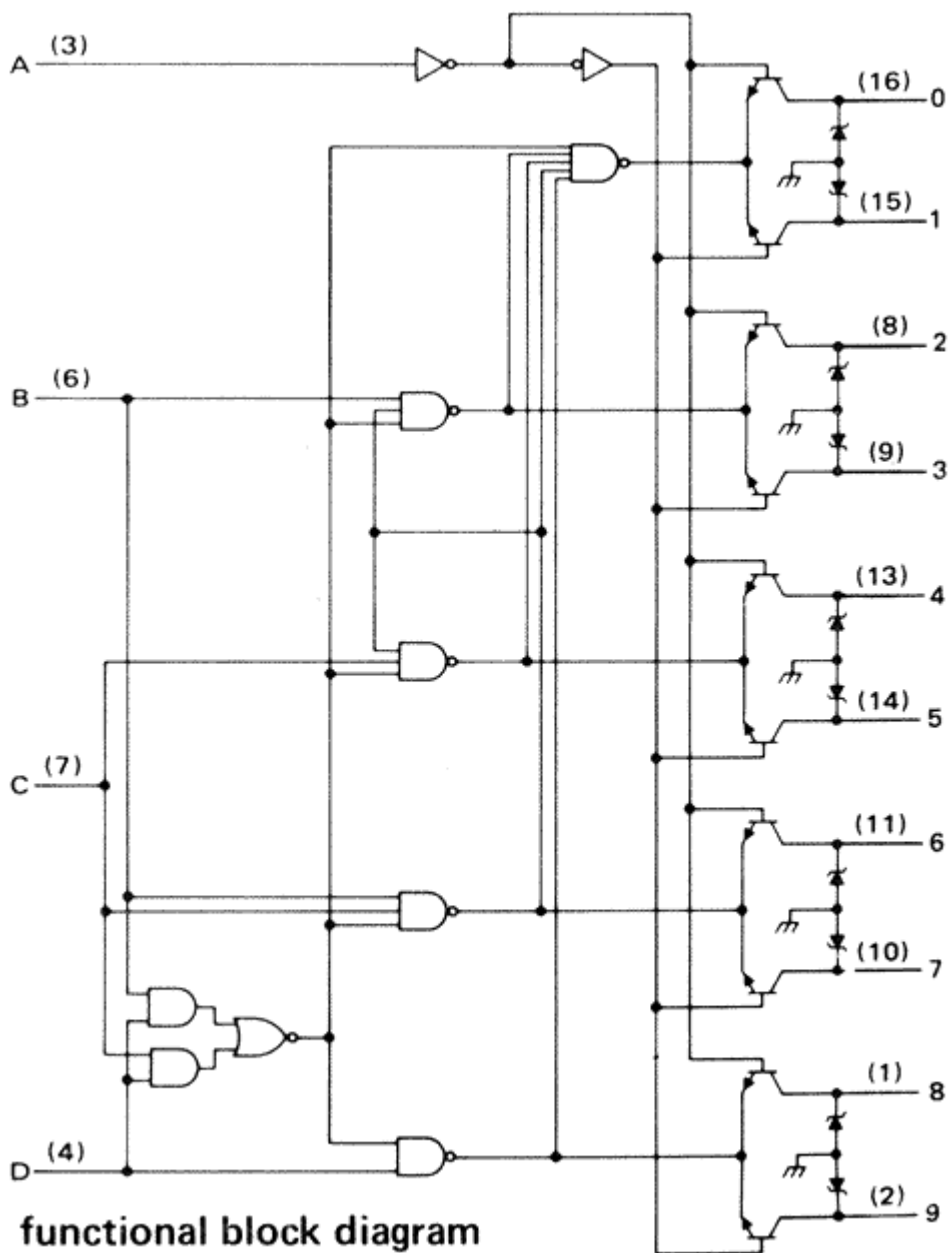 A (3)
(16) 0
(15) 1
(8) 2
B (6)
(9) 3
(13) 4
(14) 5
C (7)
(11) 6
(10) 7
(1) 8
D (4)
(2) 9
functional block diagram